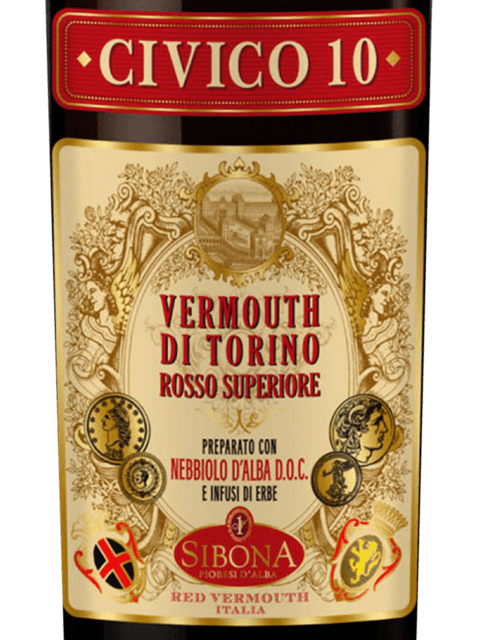 CIVICO 10
VERMOUTH
DI TORINO
ROSSO SUPERIORE
PREPARATO CON
NEBBIOLO D'ALBA D.O.C.
E INFUSI DI ERBE
SIBONA
PIOBESI D'ALBA
RED VERMOUTH
ITALIA